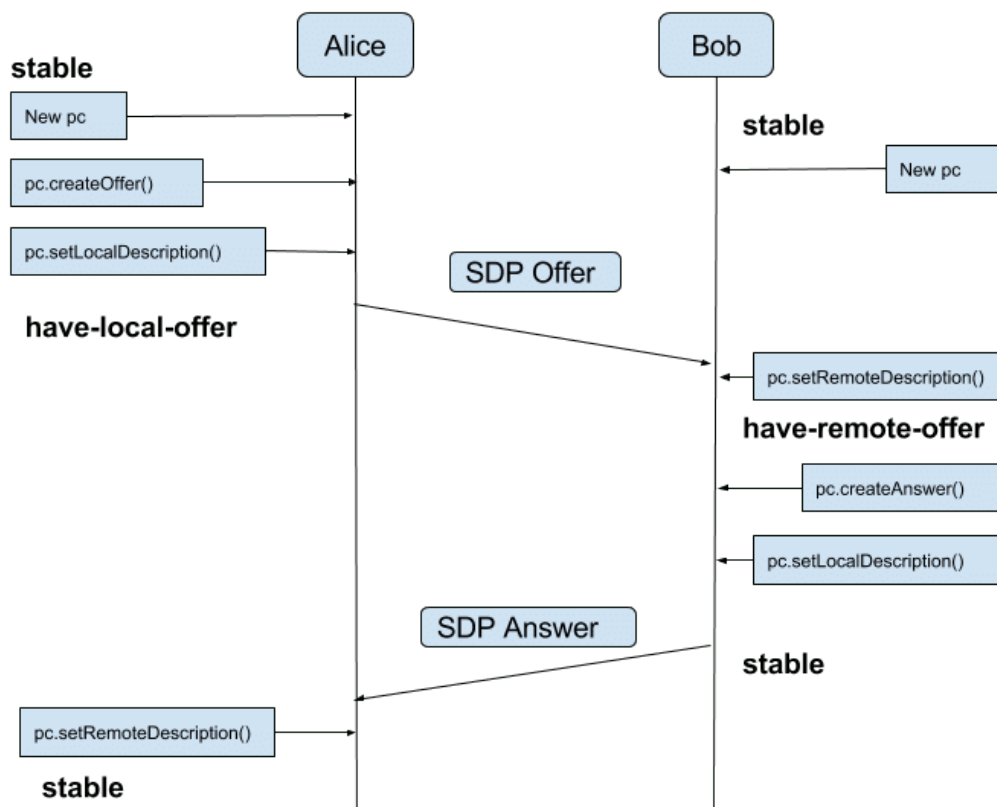 Alice
Bob
stable
New pc
stable
pc.createOffer()
New pc
pc.setLocalDescription()
SDP Offer
have-local-offer
pc.setRemoteDescription()
have-remote-offer
pc.createAnswer()
pc.setLocalDescription()
SDP Answer
stable
pc.setRemoteDescription()
stable